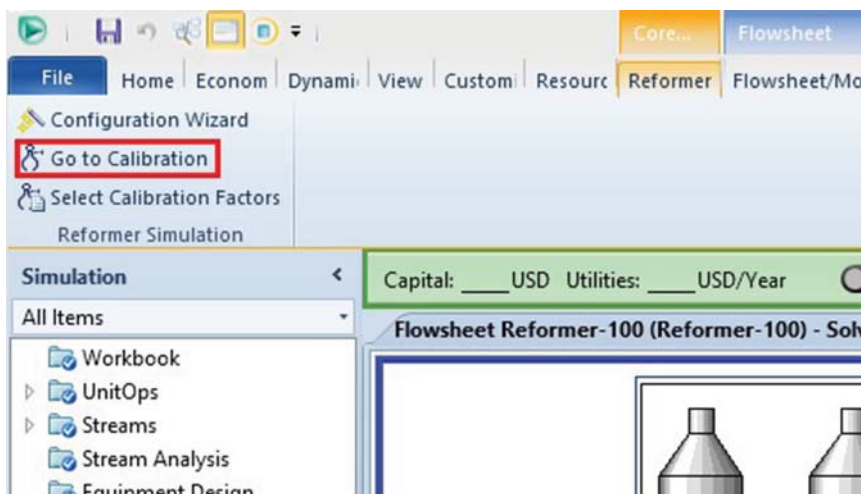 Core... Flowsheet
File Home Econom Dynami View Customi Resourc Reformer Flowsheet/Mo
Configuration Wizard
Go to Calibration
Select Calibration Factors
Reformer Simulation
Simulation <
Capital: ____USD Utilities: ____USD/Year
All Items
Flowsheet Reformer-100 (Reformer-100) - Solv
Workbook
UnitOps
Streams
Stream Analysis
Equipment Design